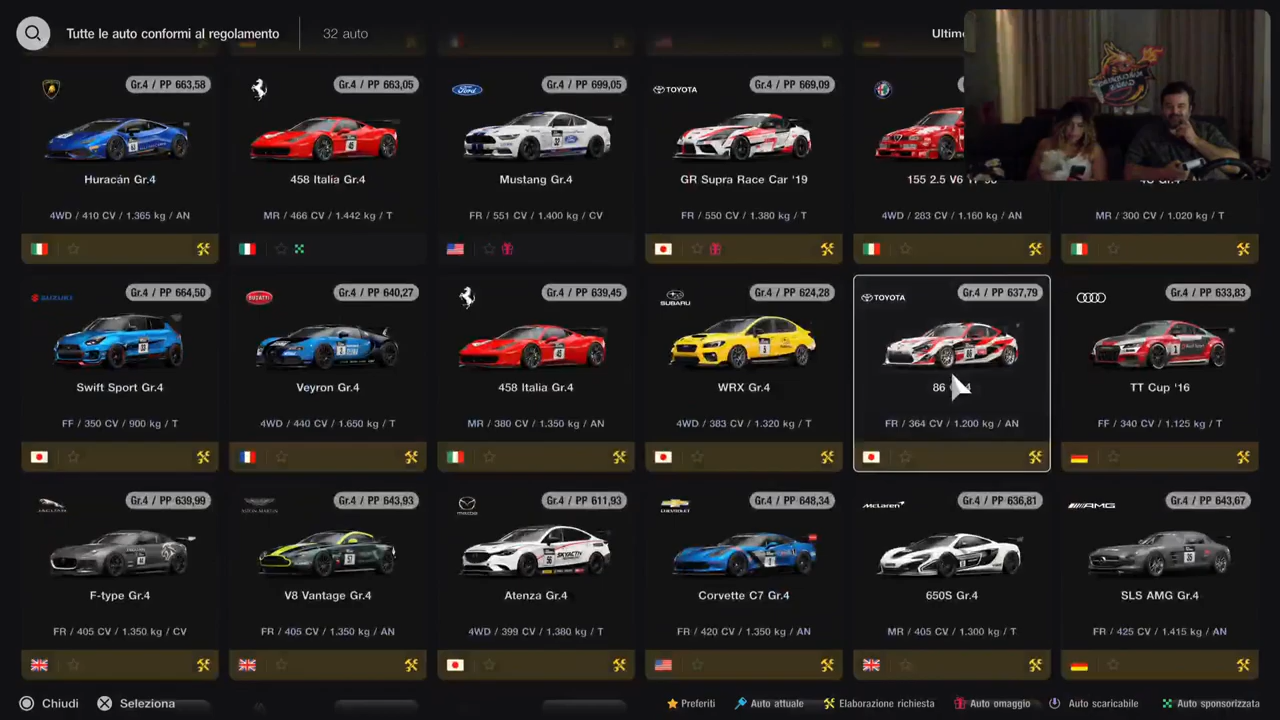 Tutte le auto conformi al regolamento 32 auto
Gr.4 / PP 663,58
Huracán Gr.4
4WD / 410 CV / 1.365 kg / AN
Gr.4 / PP 663,05
458 Italia Gr.4
MR / 466 CV / 1.442 kg / T
Ford
Gr.4 / PP 699,05
Mustang Gr.4
FR / 551 CV / 1.400 kg / CV
TOYOTA
Gr.4 / PP 669,09
GR Supra Race Car '19
FR / 550 CV / 1.380 kg / T
155 2.5 V6
4WD / 283 CV / 1.160 kg / AN
MR / 300 CV / 1.020 kg / T
SUZUKI
Gr.4 / PP 664,50
Swift Sport Gr.4
FF / 350 CV / 900 kg / T
BUGATTI
Gr.4 / PP 640,27
Veyron Gr.4
4WD / 440 CV / 1.650 kg / T
Gr.4 / PP 639,45
458 Italia Gr.4
MR / 380 CV / 1.350 kg / AN
SUBARU
Gr.4 / PP 624,28
WRX Gr.4
4WD / 383 CV / 1.320 kg / T
TOYOTA
Gr.4 / PP 637,79
86
FR / 364 CV / 1.200 kg / AN
Gr.4 / PP 633,83
TT Cup '16
FF / 340 CV / 1.125 kg / T
JAGUAR
Gr.4 / PP 639,99
F-type Gr.4
FR / 405 CV / 1.350 kg / CV
ASTON MARTIN
Gr.4 / PP 643,93
V8 Vantage Gr.4
FR / 405 CV / 1.350 kg / AN
mazda
Gr.4 / PP 611,93
Atenza Gr.4
4WD / 399 CV / 1.380 kg / T
CHEVROLET
Gr.4 / PP 648,34
Corvette C7 Gr.4
FR / 420 CV / 1.350 kg / AN
McLaren
Gr.4 / PP 636,81
650S Gr.4
MR / 405 CV / 1.300 kg / T
AMG
Gr.4 / PP 643,67
SLS AMG Gr.4
FR / 425 CV / 1.415 kg / AN
Chiudi Seleziona Preferiti Auto attuale Elaborazione richiesta Auto omaggio Auto scaricabile Auto sponsorizzata